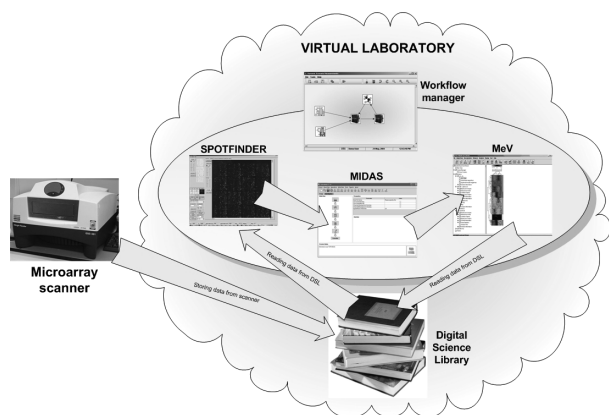 VIRTUAL LABORATORY
Workflow
manager
SPOTFINDER
MIDAS
MeV
Microarray
scanner
Storing data from scanner
Reading data from DSL
Reading data from DSL
Digital
Science
Library